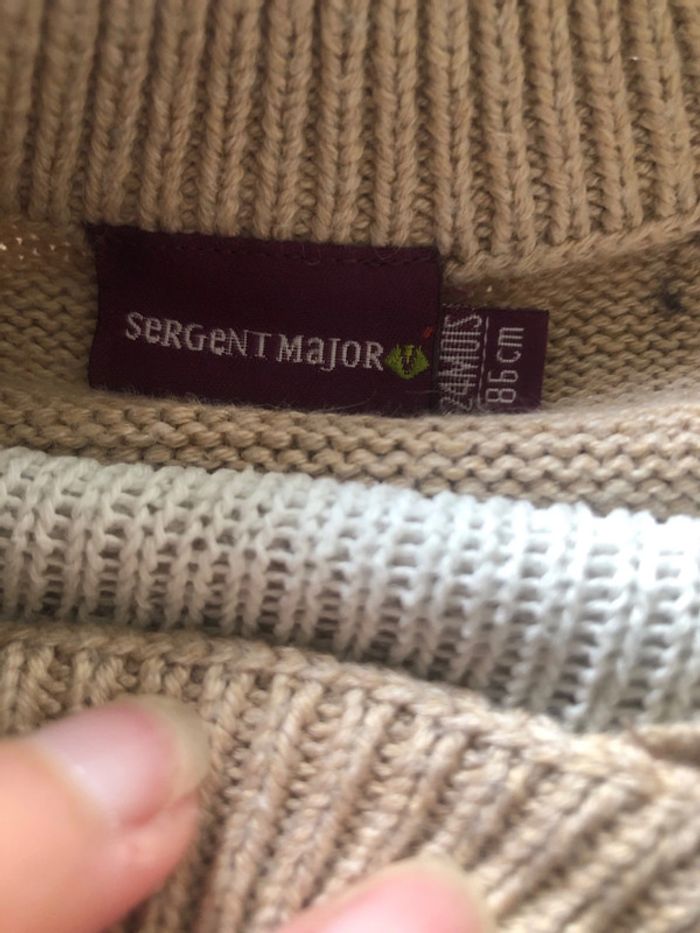 SeRGeNT MaJOR
24MOIS
86cm